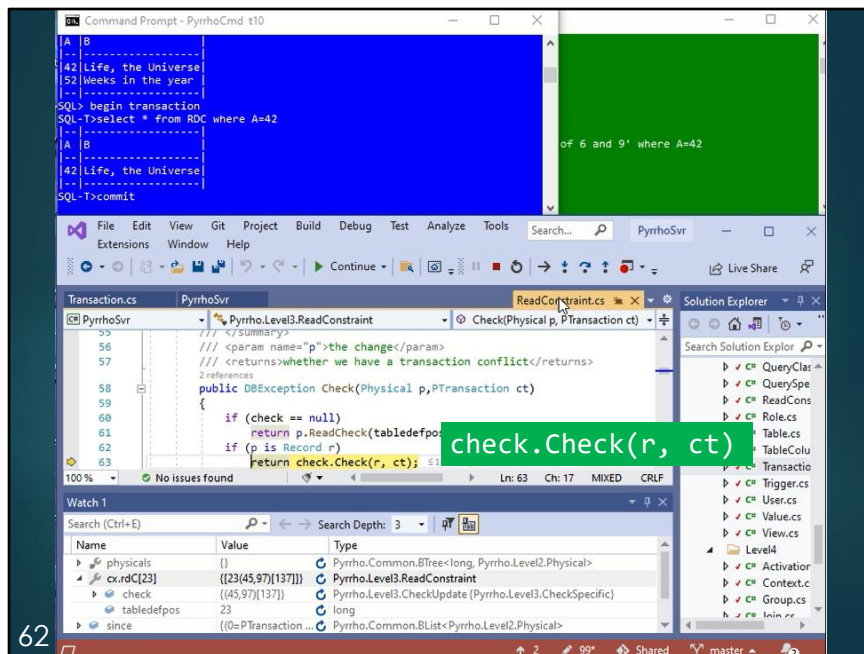 Command Prompt - PyrrhoCmd t10
|A |B |
|--|------------------|
|42|Life, the Universe|
|52|Weeks in the year |
|--|------------------|
SQL> begin transaction
SQL-T>select * from RDC where A=42
|--|------------------|
|A |B |
|--|------------------|
|42|Life, the Universe|
|--|------------------|
SQL-T>commit
of 6 and 9' where A=42
File Edit View Git Project Build Debug Test Analyze Tools Search... PyrrhoSvr
Extensions Window Help
Continue Live Share
Transaction.cs PyrrhoSvr ReadConstraint.cs Solution Explorer
PyrrhoSvr Pyrrho.Level3.ReadConstraint Check(Physical p, PTransaction ct)
Search Solution Explor
55 /// </summary>
56 /// <param name="p">the change</param>
57 /// <returns>whether we have a transaction conflict</returns>
2 references
58 public DBException Check(Physical p,PTransaction ct)
59 {
60 if (check == null)
61 return p.ReadCheck(tabledefpos
62 if (p is Record r)
63 return check.Check(r, ct);
check.Check(r, ct)
100 % No issues found Ln: 63 Ch: 17 MIXED CRLF
QueryClas
QuerySpe
ReadCons
Role.cs
Table.cs
TableColu
Transactio
Trigger.cs
User.cs
Value.cs
View.cs
Level4
Activation
Context.c
Group.cs
Join.cs
Watch 1
Search (Ctrl+E) Search Depth: 3
Name Value Type
physicals {} Pyrrho.Common.BTree<long, Pyrrho.Level2.Physical>
cx.rdC[23] {{23(45,97)[137]}} Pyrrho.Level3.ReadConstraint
check {(45,97)[137]} Pyrrho.Level3.CheckUpdate {Pyrrho.Level3.CheckSpecific}
tabledefpos 23 long
since {(0=PTransaction ... Pyrrho.Common.BList<Pyrrho.Level2.Physical>
2 99* Shared master
62